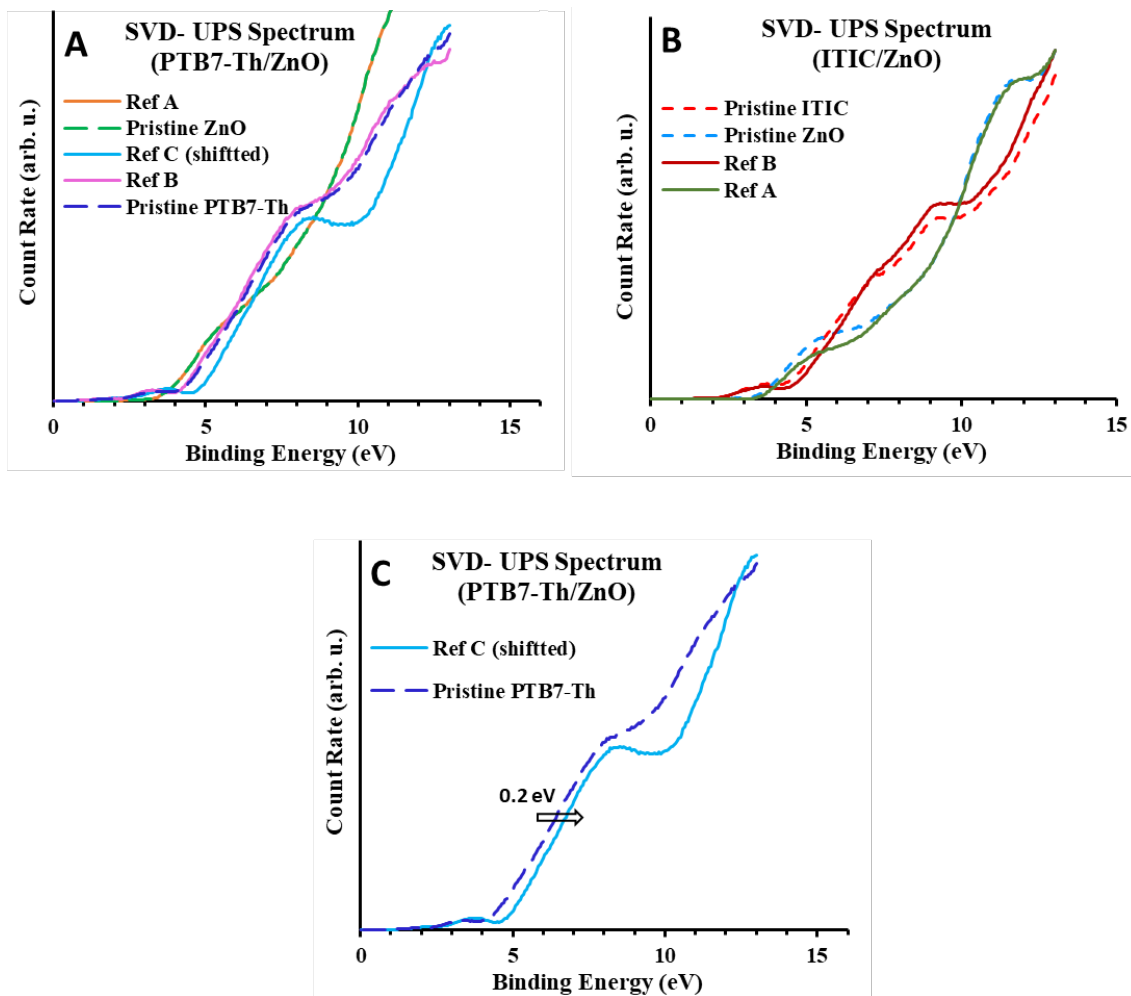 A
SVD- UPS Spectrum
(PTB7-Th/ZnO)
Ref A
Pristine ZnO
Ref C (shiftted)
Ref B
Pristine PTB7-Th
Count Rate (arb. u.)
0
5
10
15
Binding Energy (eV)
B
SVD- UPS Spectrum
(ITIC/ZnO)
Pristine ITIC
Pristine ZnO
Ref B
Ref A
Count Rate (arb. u.)
0
5
10
15
Binding Energy (eV)
C
SVD- UPS Spectrum
(PTB7-Th/ZnO)
Ref C (shiftted)
Pristine PTB7-Th
0.2 eV
Count Rate (arb. u.)
0
5
10
15
Binding Energy (eV)